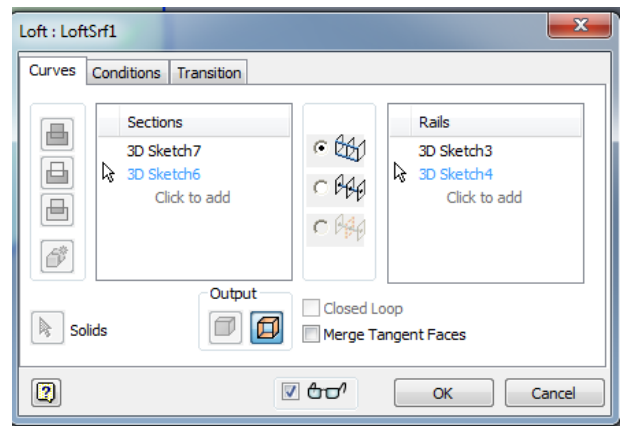 Loft : LoftSrf1
Curves Conditions Transition
Sections
3D Sketch7
3D Sketch6
Click to add
Rails
3D Sketch3
3D Sketch4
Click to add
Solids
Output
Closed Loop
Merge Tangent Faces
OK Cancel